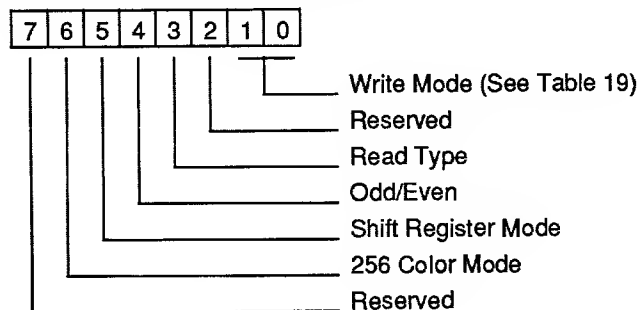 7 6 5 4 3 2 1 0
Write Mode (See Table 19)
Reserved
Read Type
Odd/Even
Shift Register Mode
256 Color Mode
Reserved